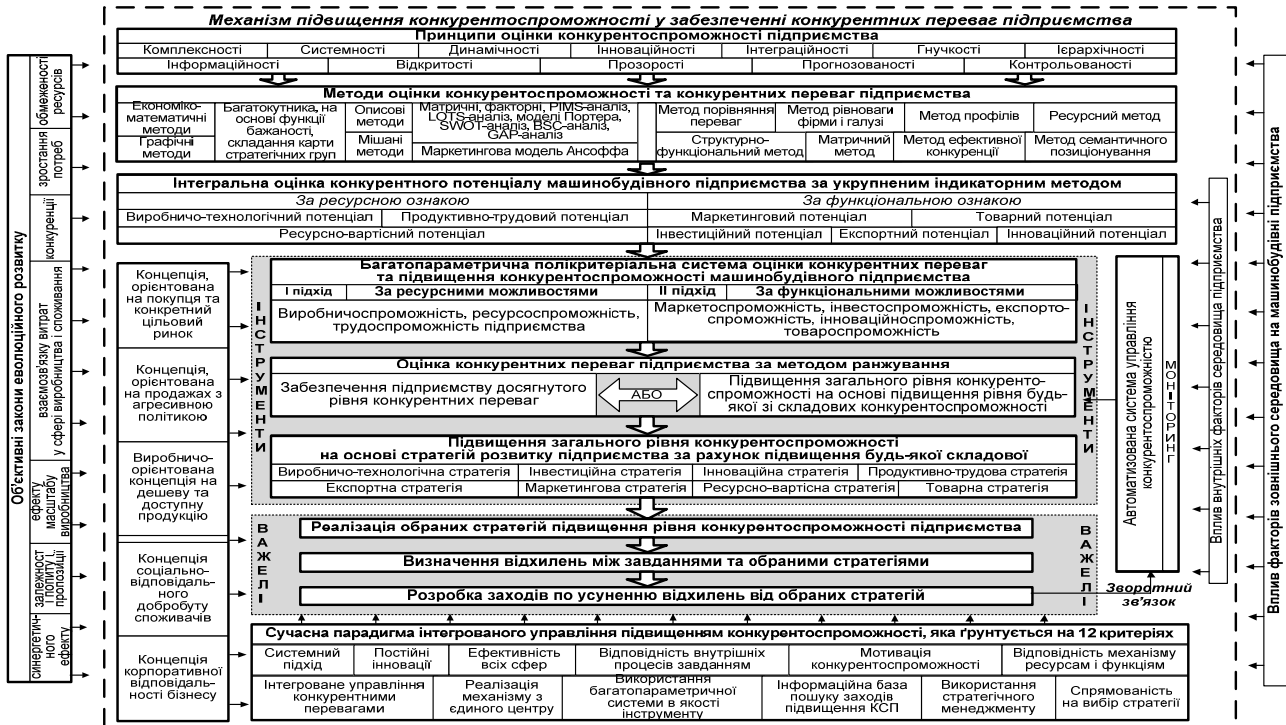 Механізм підвищення конкурентоспроможності у забезпеченні конкурентних переваг підприємства
Принципи оцінки конкурентоспроможності підприємства
Комплексності
Системності
Динамічності
Інноваційності
Інтеграційності
Гнучкості
Ієрархічності
Інформаційності
Відкритості
Прозорості
Прогнозованості
Контрольованості
Методи оцінки конкурентоспроможності та конкурентних переваг підприємства
Економіко-
математичні
методи
Графічні
методи
Багатокутника, на
основі функції
бажаності,
складання карти
стратегічних груп
Описові
методи
Мішані
методи
Матричні, факторні, PIMS-аналіз,
LOTS-аналіз, моделі Портера,
SWOT-аналіз, BSC-аналіз,
GAP-аналіз
Маркетингова модель Ансоффа
Метод порівняння
переваг
Метод рівноваги
фірми і галузі
Метод профілів
Ресурсний метод
Структурно-
функціональний метод
Матричний
метод
Метод ефективної
конкуренції
Метод семантичного
позиціонування
Інтегральна оцінка конкурентного потенціалу машинобудівного підприємства за укрупненим індикаторним методом
За ресурсною ознакою
За функціональною ознакою
Виробничо-технологічний потенціал
Продуктивно-трудовий потенціал
Маркетинговий потенціал
Товарний потенціал
Ресурсно-вартісний потенціал
Інвестиційний потенціал
Експортний потенціал
Інноваційний потенціал
Об'єктивні закони еволюційного розвитку
обмеженості
ресурсів
зростання
потреб
конкуренції
взаємозв'язку витрат
у сфері виробництва і споживання
ефекту
масштабу
виробництва
залежності
попиту і
пропозиції
синергетич-
ного
ефекту
Концепція,
орієнтована
на покупця та
конкретний
цільовий
ринок
Концепція,
орієнтована
на продажах з
агресивною
політикою
Виробничо-
орієнтована
концепція на
дешеву та
доступну
продукцію
Концепція
соціально-
відповідаль-
ного добробуту
споживачів
Концепція
корпоративної
відповідаль-
ності бізнесу
ІНСТРУМЕНТИ
Багатопараметрична полікритеріальна система оцінки конкурентних переваг
та підвищення конкурентоспроможності машинобудівного підприємства
І підхід
За ресурсними можливостями
ІІ підхід
За функціональними можливостями
Виробничоспроможність, ресурсоспроможність,
трудоспроможність підприємства
Маркетоспроможність, інвестоспроможність, експорто-
спроможність, інноваційноспроможність,
товароспроможність
Оцінка конкурентних переваг підприємства за методом ранжування
Забезпечення підприємству досягнутого
рівня конкурентних переваг
АБО
Підвищення загального рівня конкуренто-
спроможності на основі підвищення рівня будь-
якої зі складових конкурентоспроможності
Підвищення загального рівня конкурентоспроможності
на основі стратегій розвитку підприємства за рахунок підвищення будь-якої складової
Виробничо-технологічна стратегія
Інвестиційна стратегія
Інноваційна стратегія
Продуктивно-трудова стратегія
Експортна стратегія
Маркетингова стратегія
Ресурсно-вартісна стратегія
Товарна стратегія
ІНСТРУМЕНТИ
ВАЖЕЛІ
Реалізація обраних стратегій підвищення рівня конкурентоспроможності підприємства
Визначення відхилень між завданнями та обраними стратегіями
Розробка заходів по усуненню відхилень від обраних стратегій
ВАЖЕЛІ
Автоматизована система управління
конкурентоспроможністю
МОНІТОРИНГ
Зворотний
зв'язок
Вплив внутрішніх факторів середовища підприємства
Вплив факторів зовнішнього середовища на машинобудівні підприємства
Сучасна парадигма інтегрованого управління підвищенням конкурентоспроможності, яка ґрунтується на 12 критеріях
Системний
підхід
Постійні
інновації
Ефективність
всіх сфер
Відповідність внутрішніх
процесів завданням
Мотивація
конкурентоспроможності
Відповідність механізму
ресурсам і функціям
Інтегроване управління
конкурентними
перевагами
Реалізація
механізму з
єдиного центру
Використання
багатопараметричної
системи в якості
інструменту
Інформаційна база
пошуку заходів
підвищення КСП
Використання
стратегічного
менеджменту
Спрямованість
на вибір стратегії